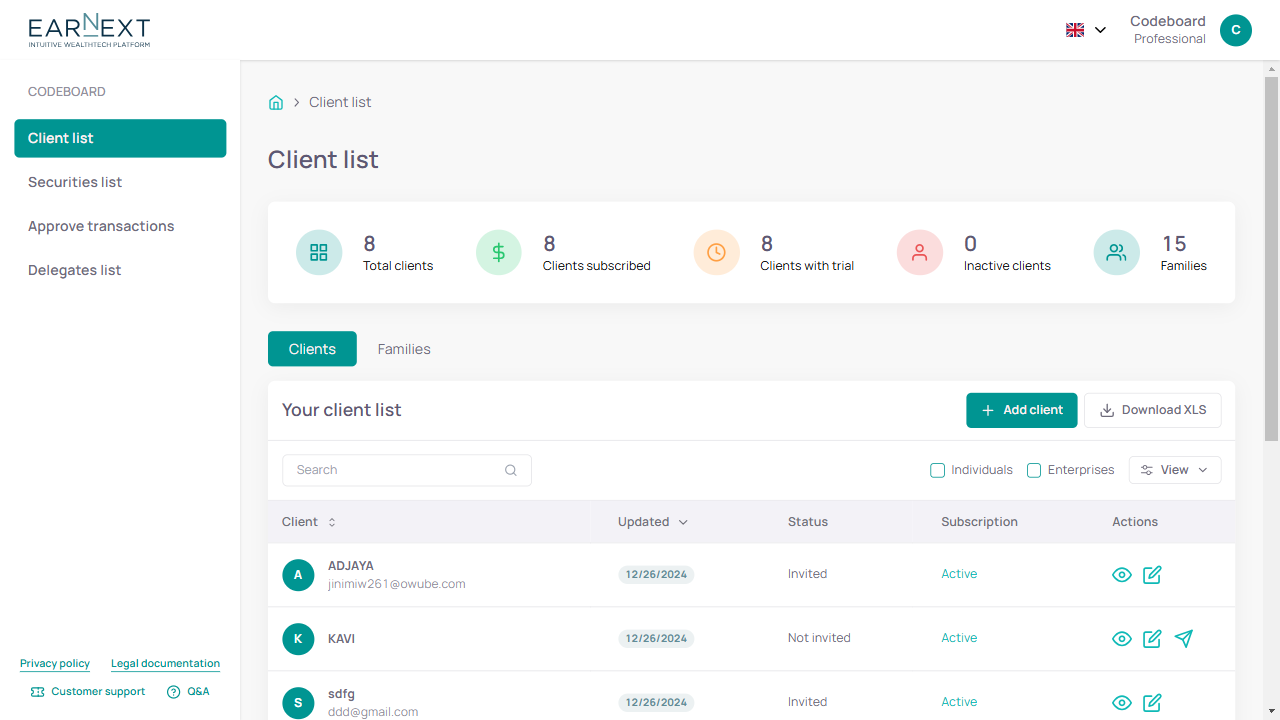 EARNEXT
INTUITIVE WEALTHTECH PLATFORM
Codeboard
Professional
C
CODEBOARD
Client list
Securities list
Approve transactions
Delegates list
Privacy policy
Legal documentation
Customer support
Q&A
Client list
Client list
8
Total clients
8
Clients subscribed
8
Clients with trial
0
Inactive clients
15
Families
Clients
Families
Your client list
Add client
Download XLS
Search
Individuals
Enterprises
View
Client
Updated
Status
Subscription
Actions
A
ADJAYA
jinimiw261@owube.com
12/26/2024
Invited
Active
K
KAVI
12/26/2024
Not invited
Active
S
sdfg
ddd@gmail.com
12/26/2024
Invited
Active